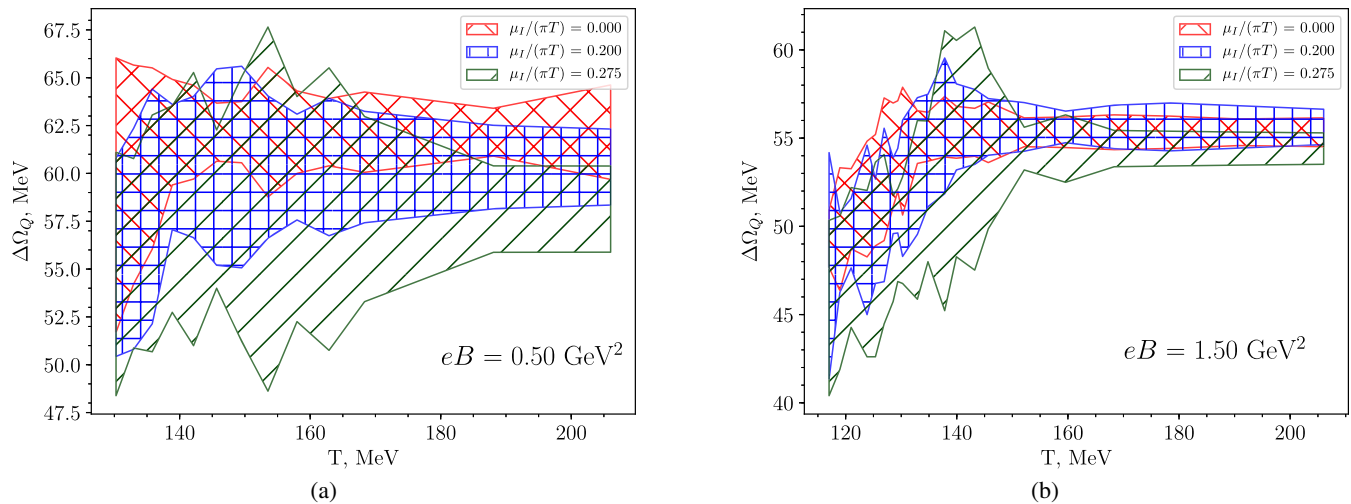 67.5
65.0
62.5
60.0
57.5
55.0
52.5
50.0
47.5
ΔΩ_Q, MeV
μ_I/(πT) = 0.000
μ_I/(πT) = 0.200
μ_I/(πT) = 0.275
eB = 0.50 GeV²
140 160 180 200
T, MeV
(a)
60
55
50
45
40
ΔΩ_Q, MeV
μ_I/(πT) = 0.000
μ_I/(πT) = 0.200
μ_I/(πT) = 0.275
eB = 1.50 GeV²
120 140 160 180 200
T, MeV
(b)